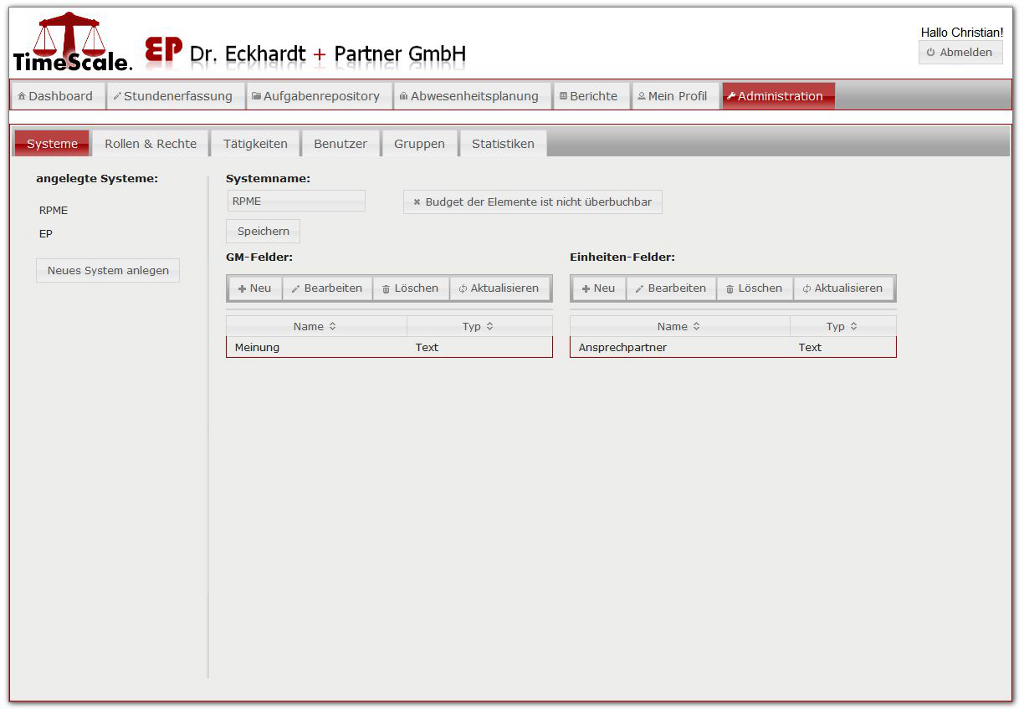 TimeScale. EP Dr. Eckhardt + Partner GmbH
Hallo Christian!
Abmelden
Dashboard Stundenerfassung Aufgabenrepository Abwesenheitsplanung Berichte Mein Profil Administration
Systeme Rollen & Rechte Tätigkeiten Benutzer Gruppen Statistiken
angelegte Systeme:
RPME
EP
Neues System anlegen
Systemname:
RPME Budget der Elemente ist nicht überbuchbar
Speichern
GM-Felder:
Neu Bearbeiten Löschen Aktualisieren
Name Typ
Meinung Text
Einheiten-Felder:
Neu Bearbeiten Löschen Aktualisieren
Name Typ
Ansprechpartner Text